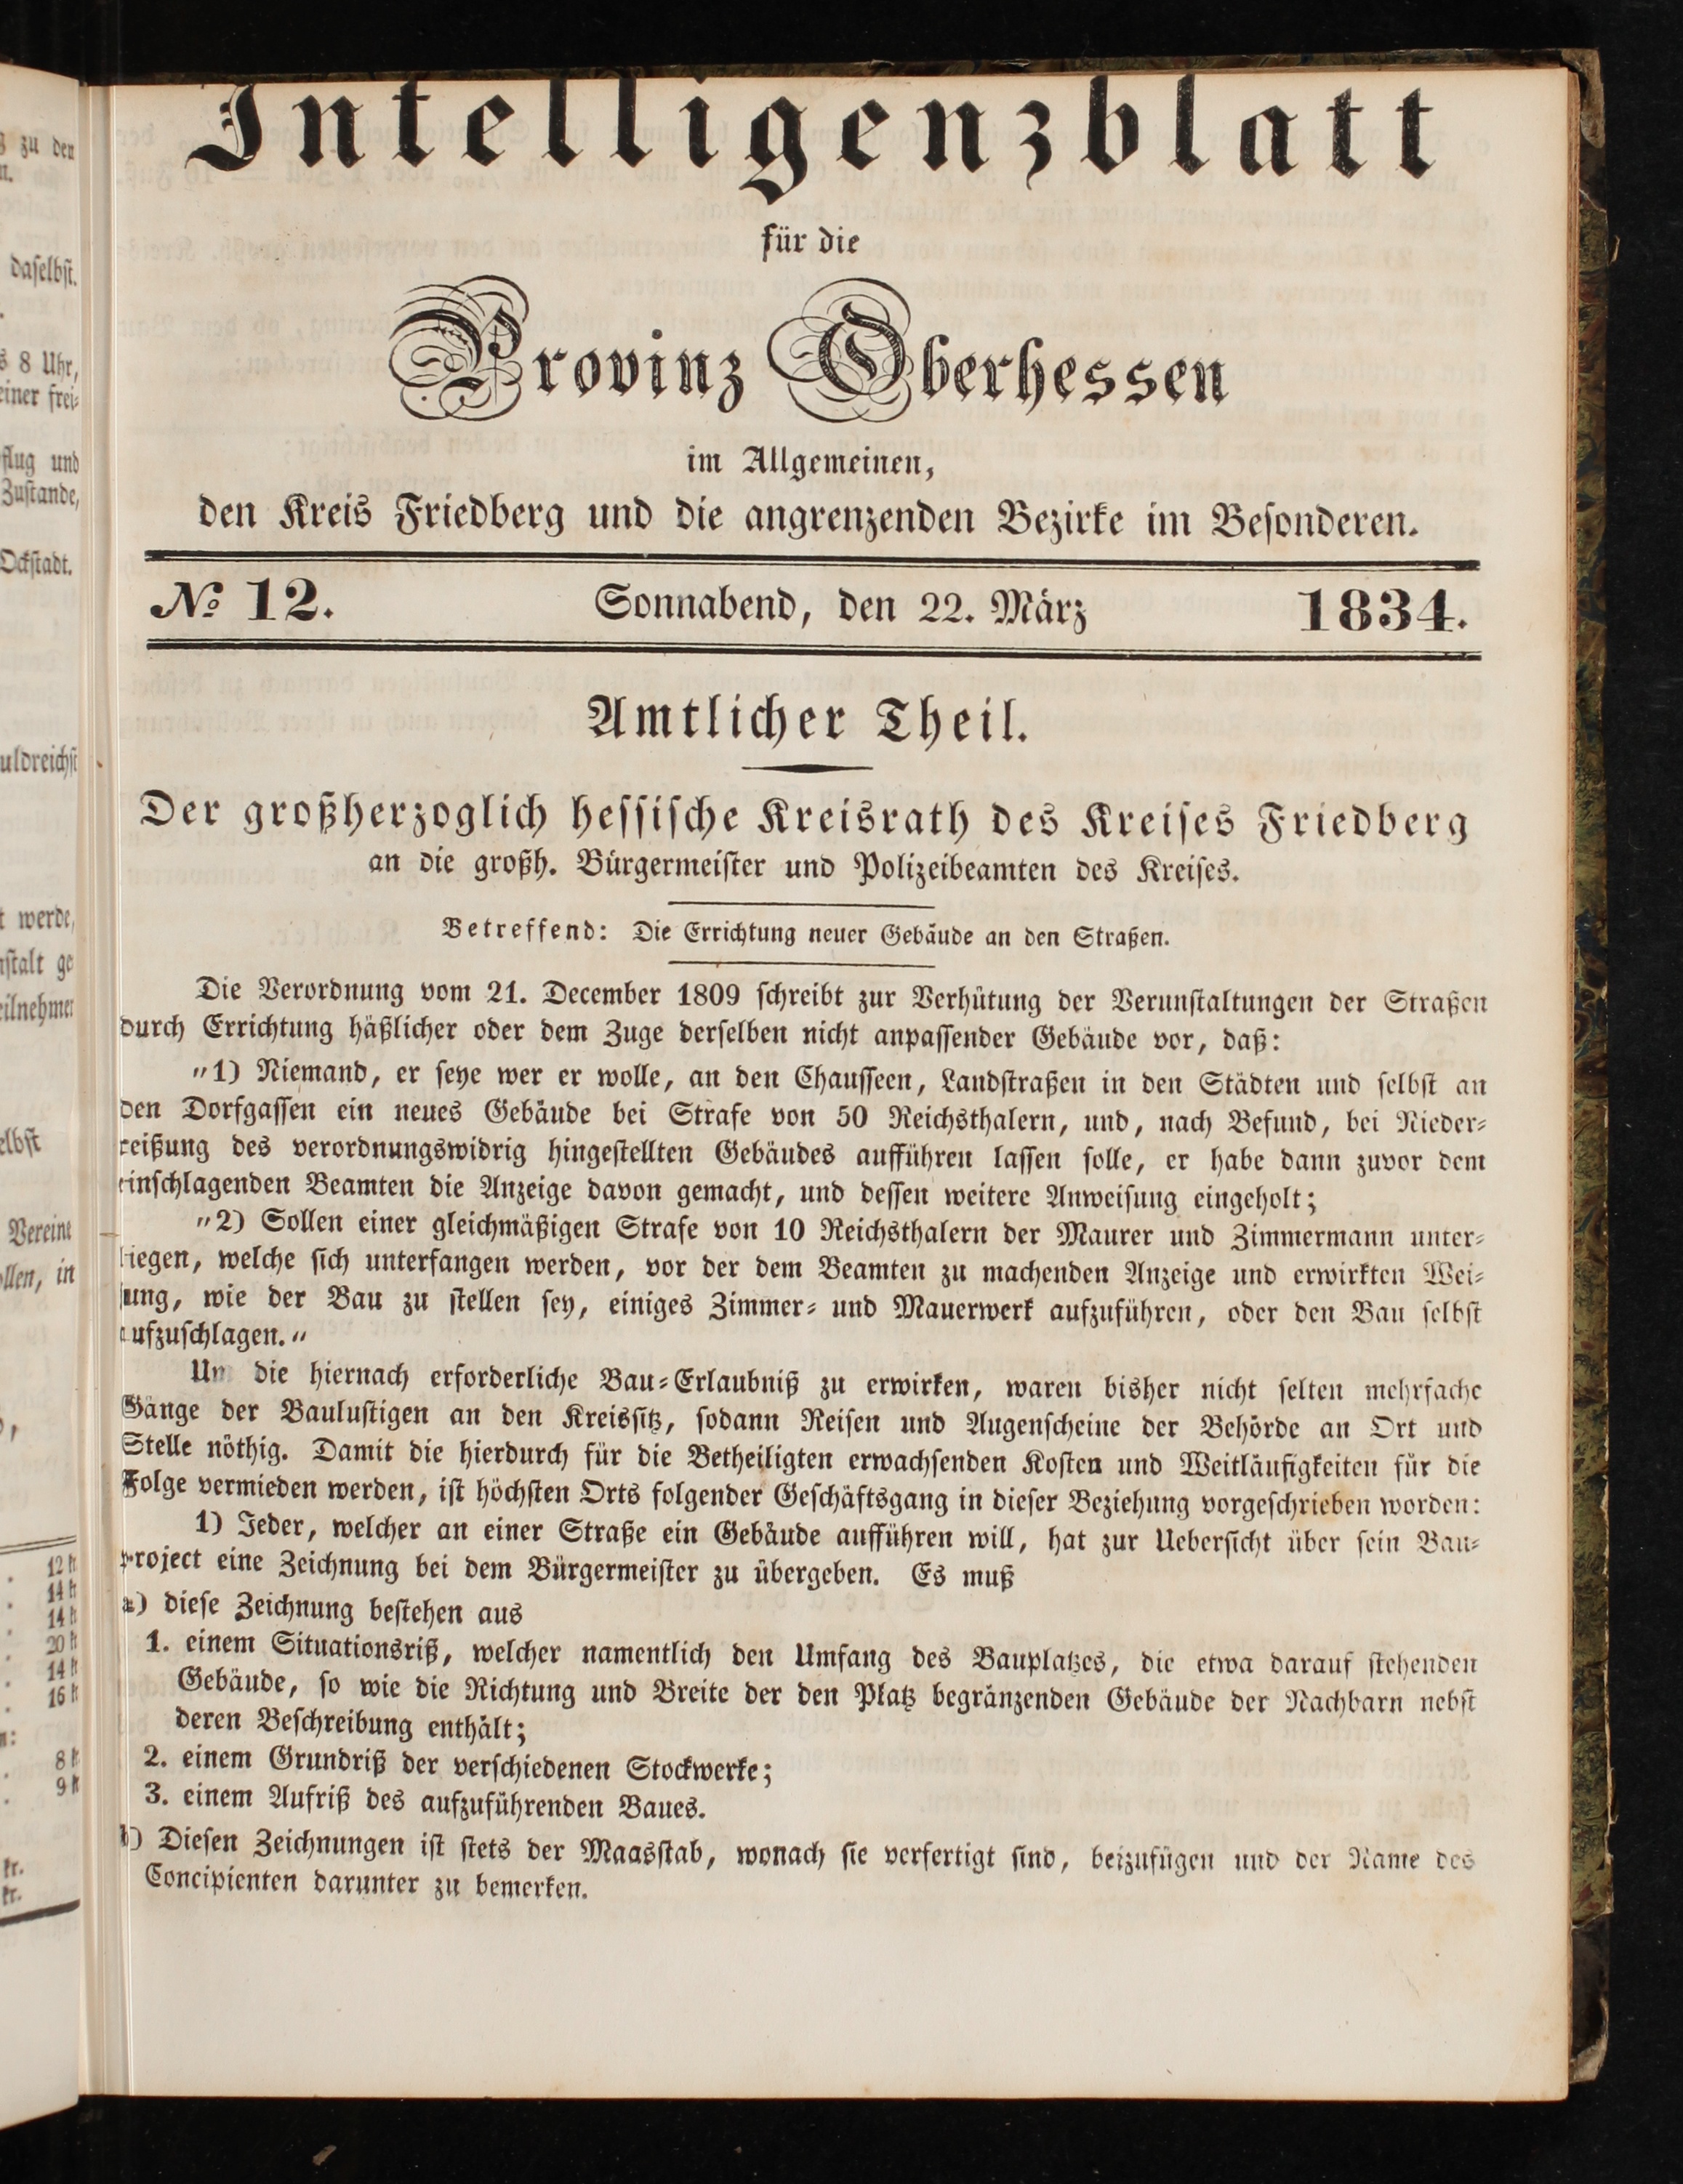 Intelligenzblatt
für die
Provinz Oberhessen
im Allgemeinen,
den Kreis Friedberg und die angrenzenden Bezirke im Besonderen.
№ 12. Sonnabend, den 22. März 1834.
Amtlicher Theil.
Der großherzoglich hessische Kreisrath des Kreises Friedberg
an die großh. Bürgermeister und Polizeibeamten des Kreises.
Betreffend: Die Errichtung neuer Gebäude an den Straßen.
Die Verordnung vom 21. December 1809 schreibt zur Verhütung der Verunstaltungen der Straßen
durch Errichtung häßlicher oder dem Zuge derselben nicht anpassender Gebäude vor, daß:
„1) Niemand, er seye wer er wolle, an den Chausseen, Landstraßen in den Städten und selbst an
den Dorfgassen ein neues Gebäude bei Strafe von 50 Reichsthalern, und, nach Befund, bei Nieder-
reißung des verordnungswidrig hingestellten Gebäudes aufführen lassen solle, er habe dann zuvor dem
einschlagenden Beamten die Anzeige davon gemacht, und dessen weitere Anweisung eingeholt;
„2) Sollen einer gleichmäßigen Strafe von 10 Reichsthalern der Maurer und Zimmermann unter-
liegen, welche sich unterfangen werden, vor der dem Beamten zu machenden Anzeige und erwirkten Wei-
sung, wie der Bau zu stellen sey, einiges Zimmer- und Mauerwerk aufzuführen, oder den Bau selbst
aufzuschlagen.“
Um die hiernach erforderliche Bau-Erlaubniß zu erwirken, waren bisher nicht selten mehrfache
Gänge der Baulustigen an den Kreissitz, sodann Reisen und Augenscheine der Behörde an Ort und
Stelle nöthig. Damit die hierdurch für die Betheiligten erwachsenden Kosten und Weitläufigkeiten für die
Folge vermieden werden, ist höchsten Orts folgender Geschäftsgang in dieser Beziehung vorgeschrieben worden:
1) Jeder, welcher an einer Straße ein Gebäude aufführen will, hat zur Uebersicht über sein Bau-
project eine Zeichnung bei dem Bürgermeister zu übergeben. Es muß
a) diese Zeichnung bestehen aus
1. einem Situationsriß, welcher namentlich den Umfang des Bauplatzes, die etwa darauf stehenden
Gebäude, so wie die Richtung und Breite der den Platz begränzenden Gebäude der Nachbarn nebst
deren Beschreibung enthält;
2. einem Grundriß der verschiedenen Stockwerke;
3. einem Aufriß des aufzuführenden Baues.
b) Diesen Zeichnungen ist stets der Maasstab, wonach sie verfertigt sind, beizufügen und der Name des
Concipienten darunter zu bemerken.